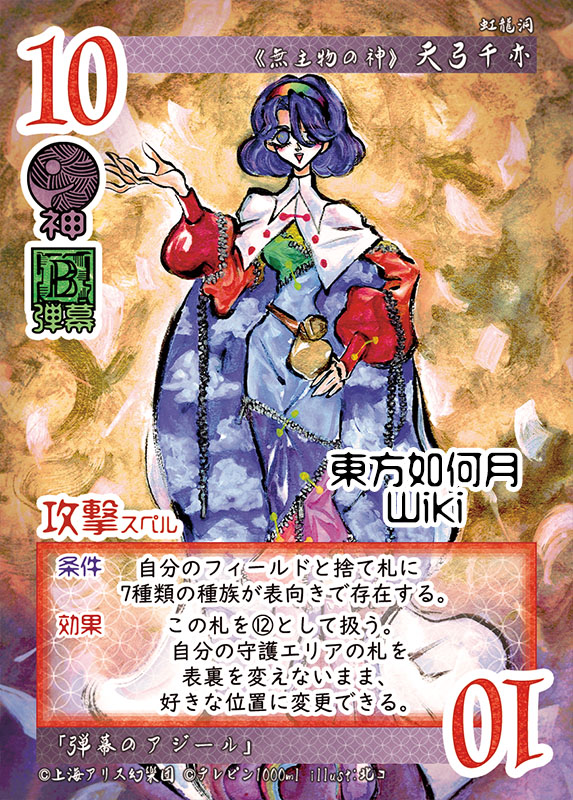 虹龍洞
10
《無主物の神》 天弓千亦
神
B
弾幕
東方如何月
Wiki
攻撃スペル
条件 自分のフィールドと捨て札に
7種類の種族が表向きで存在する。
効果 この札を⑫として扱う。
自分の守護エリアの札を
表裏を変えないまま、
好きな位置に変更できる。
10
「弾幕のアジール」
©上海アリス幻樂団 ©テレピン1000ml illust:北コ